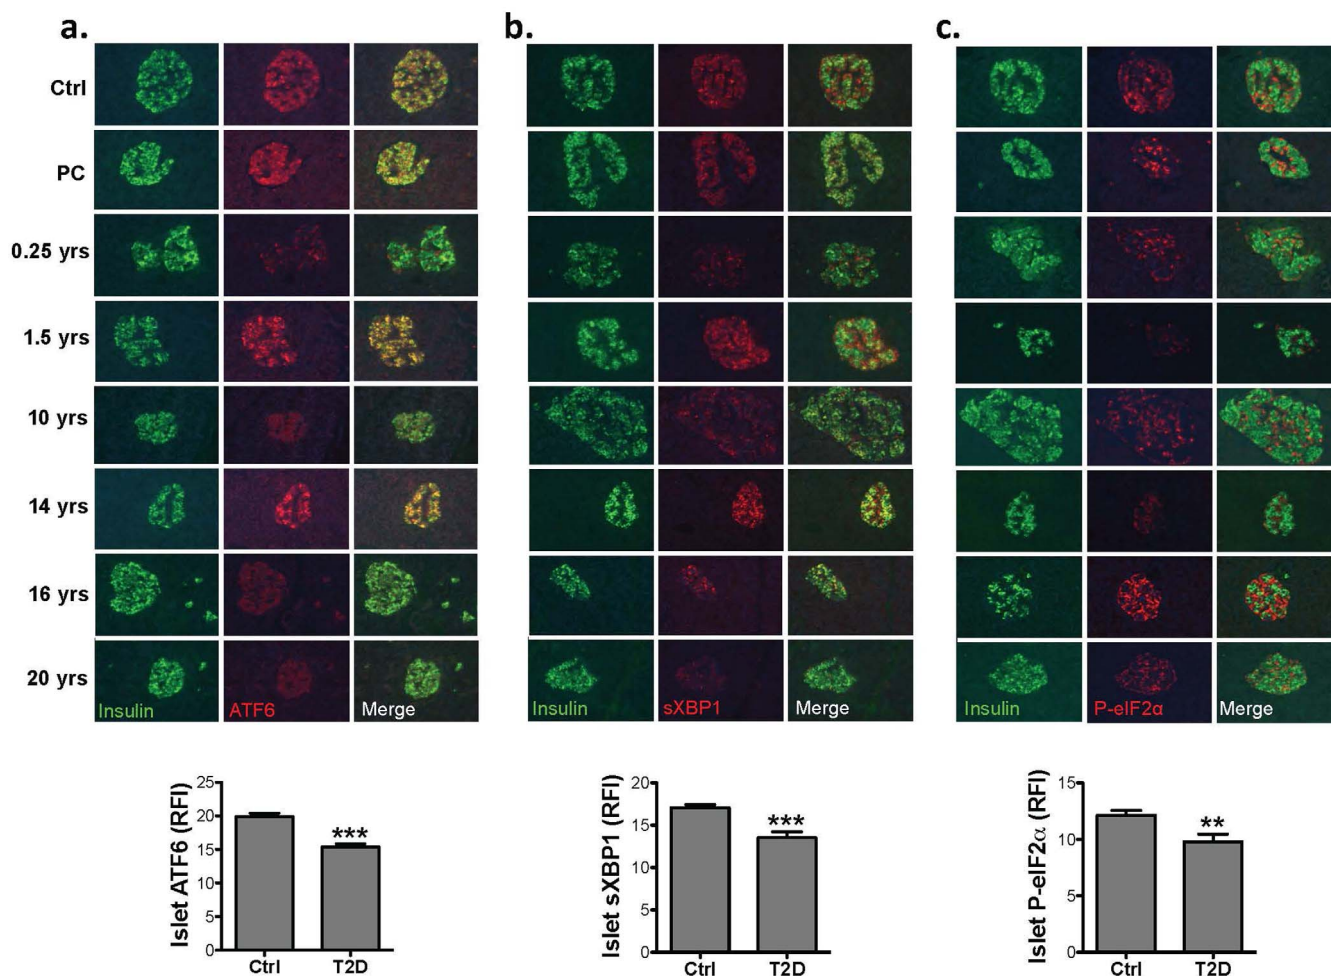 a.
b.
c.
Ctrl
PC
0.25 yrs
1.5 yrs
10 yrs
14 yrs
16 yrs
20 yrs
Insulin
ATF6
Merge
Insulin
sXBP1
Merge
Insulin
P-eIF2α
Merge
Islet ATF6 (RFI)
25
20
15
10
5
0
***
Ctrl
T2D
Islet sXBP1 (RFI)
20
15
10
5
0
***
Ctrl
T2D
Islet P-eIF2α (RFI)
15
10
5
0
**
Ctrl
T2D